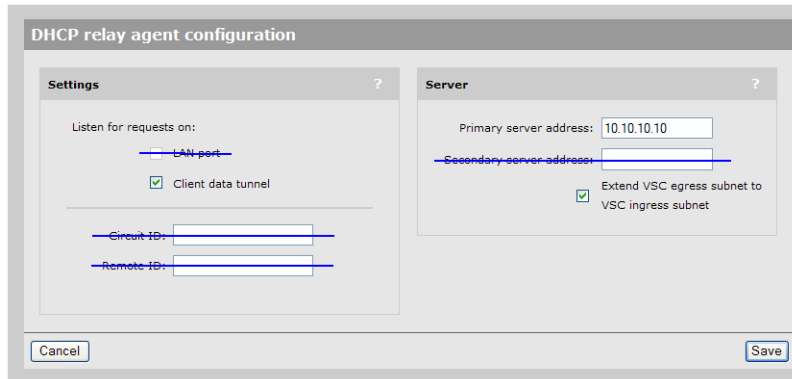 DHCP relay agent configuration
Settings ?
Listen for requests on:
LAN port
Client data tunnel
Circuit ID:
Remote ID:
Server ?
Primary server address: 10.10.10.10
Secondary server address:
Extend VSC egress subnet to
VSC ingress subnet
Cancel
Save